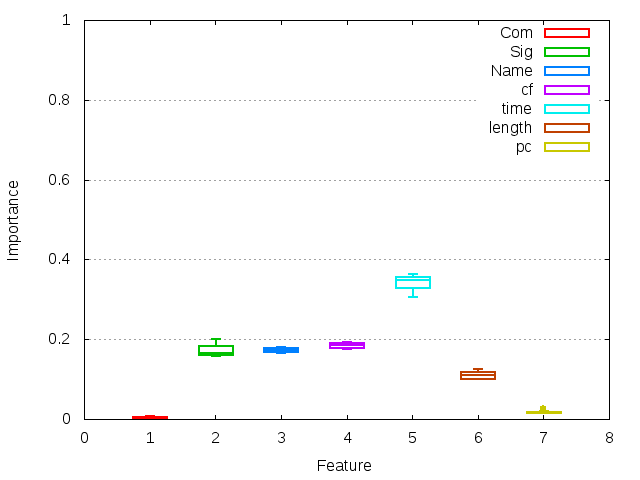 1
0.8
0.6
0.4
0.2
0
0 1 2 3 4 5 6 7 8
Importance
Feature
Com
Sig
Name
cf
time
length
pc